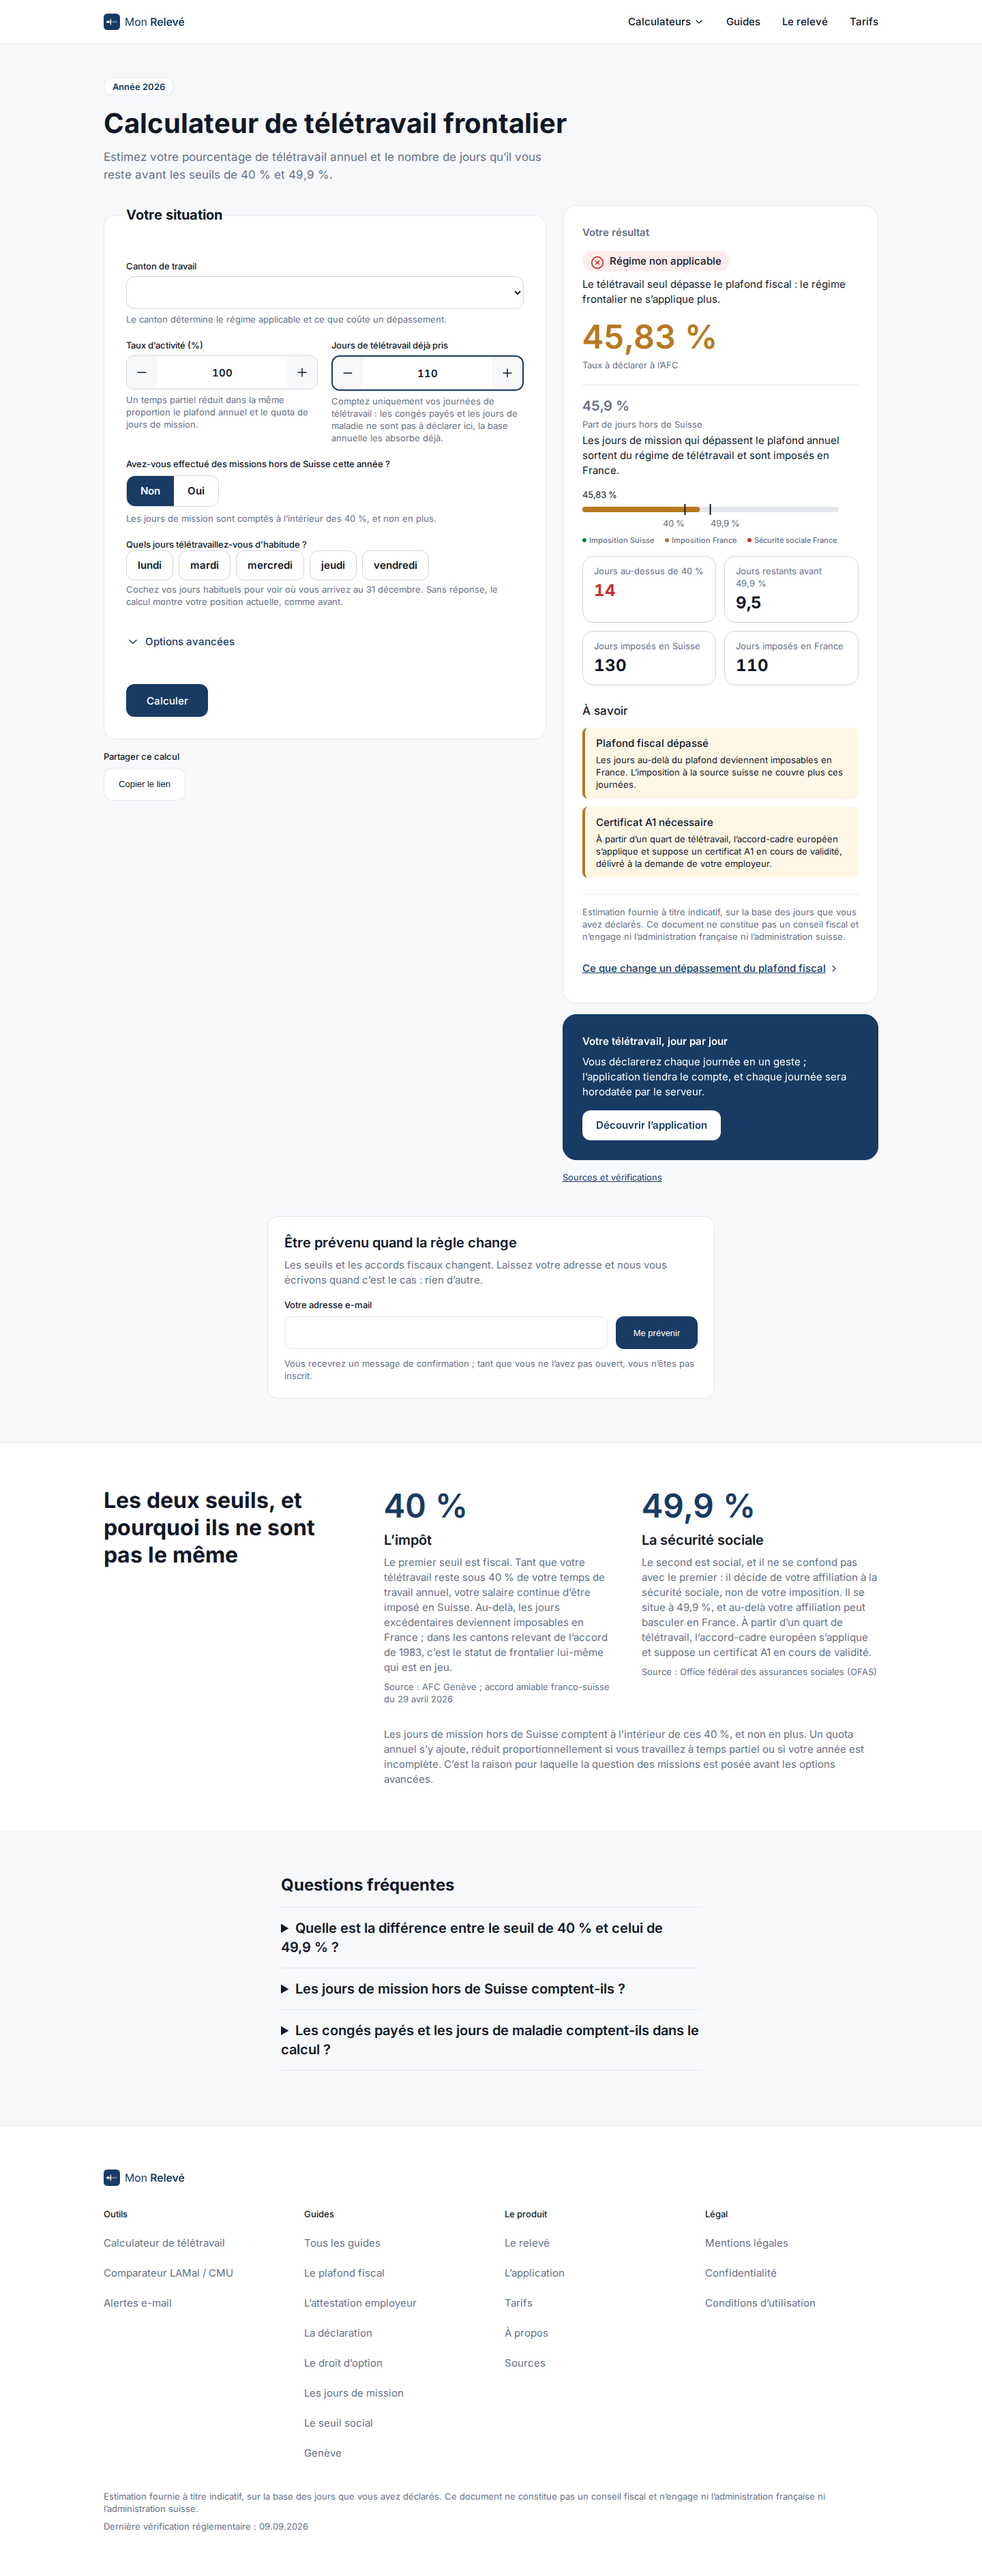 Mon Relevé
Calculateurs
Guides
Le relevé
Tarifs
Année 2026
Calculateur de télétravail frontalier
Estimez votre pourcentage de télétravail annuel et le nombre de jours qu’il vous
reste avant les seuils de 40 % et 49,9 %.
Votre situation
Canton de travail
Le canton détermine le régime applicable et ce que coûte un dépassement.
Taux d’activité (%)
100
Un temps partiel réduit dans la même
proportion le plafond annuel et le quota de
jours de mission.
Jours de télétravail déjà pris
110
Comptez uniquement vos journées de
télétravail : les congés payés et les jours de
maladie ne sont pas à déclarer ici, la base
annuelle les absorbe déjà.
Avez-vous effectué des missions hors de Suisse cette année ?
Non
Oui
Les jours de mission sont comptés à l’intérieur des 40 %, et non en plus.
Quels jours télétravaillez-vous d’habitude ?
lundi
mardi
mercredi
jeudi
vendredi
Cochez vos jours habituels pour voir où vous arrivez au 31 décembre. Sans réponse, le
calcul montre votre position actuelle, comme avant.
Options avancées
Calculer
Partager ce calcul
Copier le lien
Votre résultat
Régime non applicable
Le télétravail seul dépasse le plafond fiscal : le régime
frontalier ne s’applique plus.
45,83 %
Taux à déclarer à l’AFC
45,9 %
Part de jours hors de Suisse
Les jours de mission qui dépassent le plafond annuel
sortent du régime de télétravail et sont imposés en
France.
45,83 %
40 %
49,9 %
Imposition Suisse
Imposition France
Sécurité sociale France
Jours au-dessus de 40 %
14
Jours restants avant
49,9 %
9,5
Jours imposés en Suisse
130
Jours imposés en France
110
À savoir
Plafond fiscal dépassé
Les jours au-delà du plafond deviennent imposables en
France. L’imposition à la source suisse ne couvre plus ces
journées.
Certificat A1 nécessaire
À partir d’un quart de télétravail, l’accord-cadre européen
s’applique et suppose un certificat A1 en cours de validité,
délivré à la demande de votre employeur.
Estimation fournie à titre indicatif, sur la base des jours que vous
avez déclarés. Ce document ne constitue pas un conseil fiscal et
n’engage ni l’administration française ni l’administration suisse.
Ce que change un dépassement du plafond fiscal
Votre télétravail, jour par jour
Vous déclarerez chaque journée en un geste ;
l’application tiendra le compte, et chaque journée sera
horodatée par le serveur.
Découvrir l’application
Sources et vérifications
Être prévenu quand la règle change
Les seuils et les accords fiscaux changent. Laissez votre adresse et nous vous
écrivons quand c’est le cas : rien d’autre.
Votre adresse e-mail
Me prévenir
Vous recevrez un message de confirmation ; tant que vous ne l’avez pas ouvert, vous n’êtes pas
inscrit.
Les deux seuils, et
pourquoi ils ne sont
pas le même
40 %
L’impôt
Le premier seuil est fiscal. Tant que votre
télétravail reste sous 40 % de votre temps de
travail annuel, votre salaire continue d’être
imposé en Suisse. Au-delà, les jours
excédentaires deviennent imposables en
France ; dans les cantons relevant de l’accord
de 1983, c’est le statut de frontalier lui-même
qui est en jeu.
Source : AFC Genève ; accord amiable franco-suisse
du 29 avril 2026
49,9 %
La sécurité sociale
Le second est social, et il ne se confond pas
avec le premier : il décide de votre affiliation à la
sécurité sociale, non de votre imposition. Il se
situe à 49,9 %, et au-delà votre affiliation peut
basculer en France. À partir d’un quart de
télétravail, l’accord-cadre européen s’applique
et suppose un certificat A1 en cours de validité.
Source : Office fédéral des assurances sociales (OFAS)
Les jours de mission hors de Suisse comptent à l’intérieur de ces 40 %, et non en plus. Un quota
annuel s’y ajoute, réduit proportionnellement si vous travaillez à temps partiel ou si votre année est
incomplète. C’est la raison pour laquelle la question des missions est posée avant les options
avancées.
Questions fréquentes
Quelle est la différence entre le seuil de 40 % et celui de
49,9 % ?
Les jours de mission hors de Suisse comptent-ils ?
Les congés payés et les jours de maladie comptent-ils dans le
calcul ?
Mon Relevé
Outils
Calculateur de télétravail
Comparateur LAMal / CMU
Alertes e-mail
Guides
Tous les guides
Le plafond fiscal
L’attestation employeur
La déclaration
Le droit d’option
Les jours de mission
Le seuil social
Genève
Le produit
Le relevé
L’application
Tarifs
À propos
Sources
Légal
Mentions légales
Confidentialité
Conditions d’utilisation
Estimation fournie à titre indicatif, sur la base des jours que vous avez déclarés. Ce document ne constitue pas un conseil fiscal et n’engage ni l’administration française ni
l’administration suisse.
Dernière vérification réglementaire : 09.09.2026